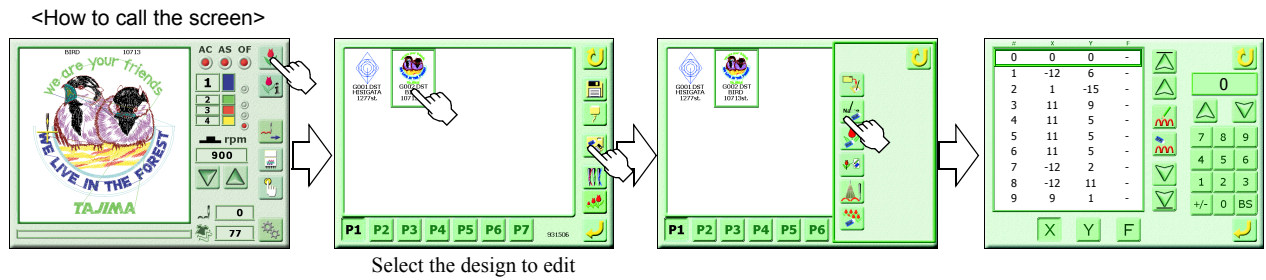 <How to call the screen>
BIRD 10713
AC AS OF
we are your friends
WE LIVE IN THE FOREST
TAJIMA
1
2
3
4
rpm
900
0
77
G001.DST
HISIGATA
1277st.
G002.DST
BIRD
10713st.
P1 P2 P3 P4 P5 P6 P7 931506
Select the design to edit
G001.DST
HISIGATA
1277st.
G002.DST
BIRD
10713st.
P1 P2 P3 P4 P5 P6
# X Y F
0 0 0 -
1 -12 6 -
2 1 -15 -
3 11 9 -
4 11 5 -
5 11 5 -
6 11 5 -
7 -12 2 -
8 -12 11 -
9 9 1 -
X Y F
0
7 8 9
4 5 6
1 2 3
+/- 0 BS